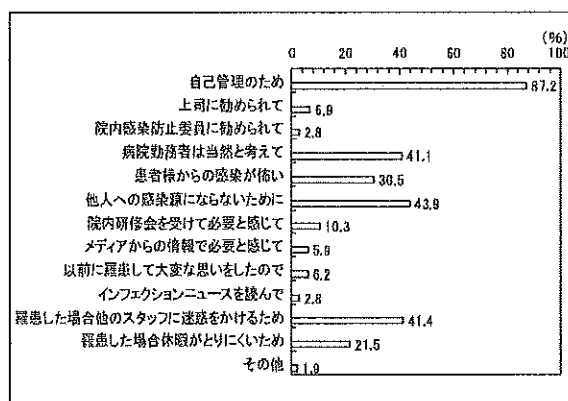 (%)
0 20 40 60 80 100
自己管理のため 87.2
上司に勧められて 6.9
院内感染防止委員に勧められて 2.8
病院勤務者は当然と考えて 41.1
患者様からの感染が怖い 30.5
他人への感染源にならないために 43.9
院内研修会を受けて必要と感じて 10.3
メディアからの情報で必要と感じて 5.9
以前に罹患して大変な思いをしたので 6.2
インフェクションニュースを読んで 2.8
罹患した場合他のスタッフに迷惑をかけるため 41.4
罹患した場合休暇がとりにくいため 21.5
その他 1.9